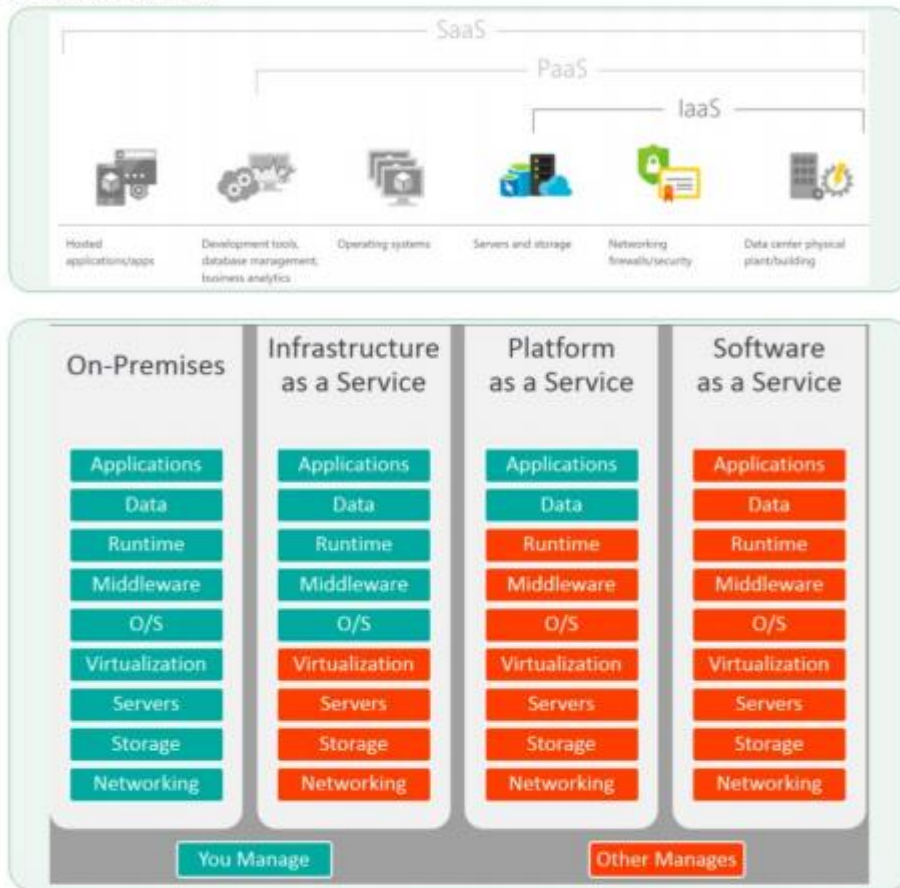 SaaS
PaaS
IaaS
Hosted
applications/apps
Development tools,
database management,
business analytics
Operating systems
Servers and storage
Networking
firewalls/security
Data center physical
plant/building
On-Premises
Applications
Data
Runtime
Middleware
O/S
Virtualization
Servers
Storage
Networking
Infrastructure
as a Service
Applications
Data
Runtime
Middleware
O/S
Virtualization
Servers
Storage
Networking
Platform
as a Service
Applications
Data
Runtime
Middleware
O/S
Virtualization
Servers
Storage
Networking
Software
as a Service
Applications
Data
Runtime
Middleware
O/S
Virtualization
Servers
Storage
Networking
You Manage
Other Manages